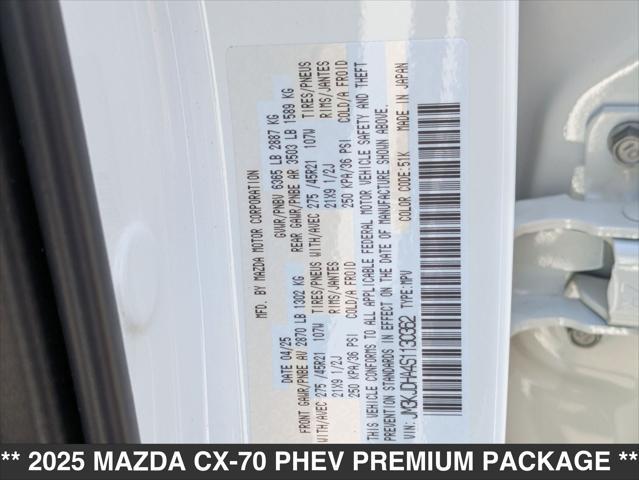 MFD. BY MAZDA MOTOR CORPORATION
DATE 04/25 GVWR/PNBV 6365 LB 2887 KG
FRONT GAWR/PNBE AV 2870 LB 1302 KG REAR GAWR/PNBE AR 3503 LB 1589 KG
275 /45R21 107W TIRES/PNEUS WITH/AVEC 275 /45R21 107W TIRES/PNEUS
21X9 1/2J RIMS/JANTES 21X9 1/2J RIMS/JANTES
250 KPA/36 PSI COLD/A FROID 250 KPA/36 PSI COLD/A FROID
THIS VEHICLE CONFORMS TO ALL APPLICABLE FEDERAL MOTOR VEHICLE SAFETY AND THEFT
PREVENTION STANDARDS IN EFFECT ON THE DATE OF MANUFACTURE SHOWN ABOVE.
VIN: JM3KJDHA4S1130362 TYPE:MPV COLOR CODE:51K MADE IN JAPAN
** 2025 MAZDA CX-70 PHEV PREMIUM PACKAGE **